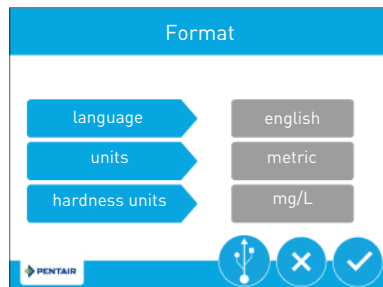 Format
language
english
units
metric
hardness units
mg/L
PENTAIR